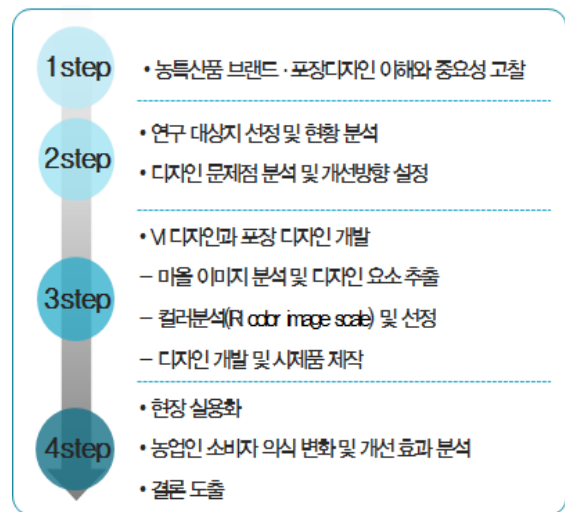 1step
• 농특산품 브랜드 · 포장디자인 이해와 중요성 고찰
2step
• 연구 대상지 선정 및 현황 분석
• 디자인 문제점 분석 및 개선방향 설정
3step
• VI 디자인과 포장 디자인 개발
– 마을 이미지 분석 및 디자인 요소 추출
– 컬러분석(RI color image scale) 및 선정
– 디자인 개발 및 시제품 제작
4step
• 현장 실용화
• 농업인 소비자 의식 변화 및 개선 효과 분석
• 결론 도출